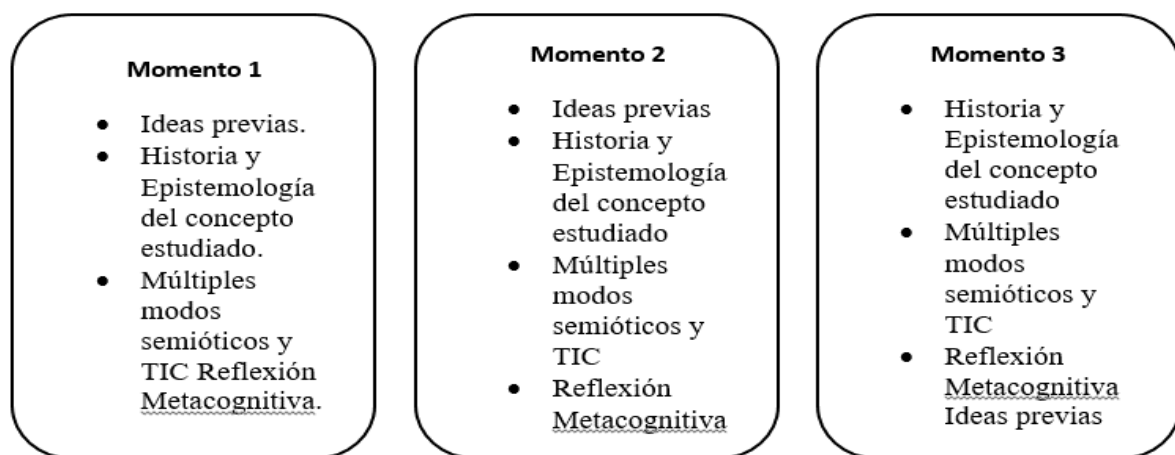 Momento 1
• Ideas previas.
• Historia y
Epistemología
del concepto
estudiado.
• Múltiples
modos
semióticos y
TIC Reflexión
Metacognitiva.
Momento 2
• Ideas previas
• Historia y
Epistemología
del concepto
estudiado
• Múltiples
modos
semióticos y
TIC
• Reflexión
Metacognitiva
Momento 3
• Historia y
Epistemología
del concepto
estudiado
• Múltiples
modos
semióticos y
TIC
• Reflexión
Metacognitiva
Ideas previas